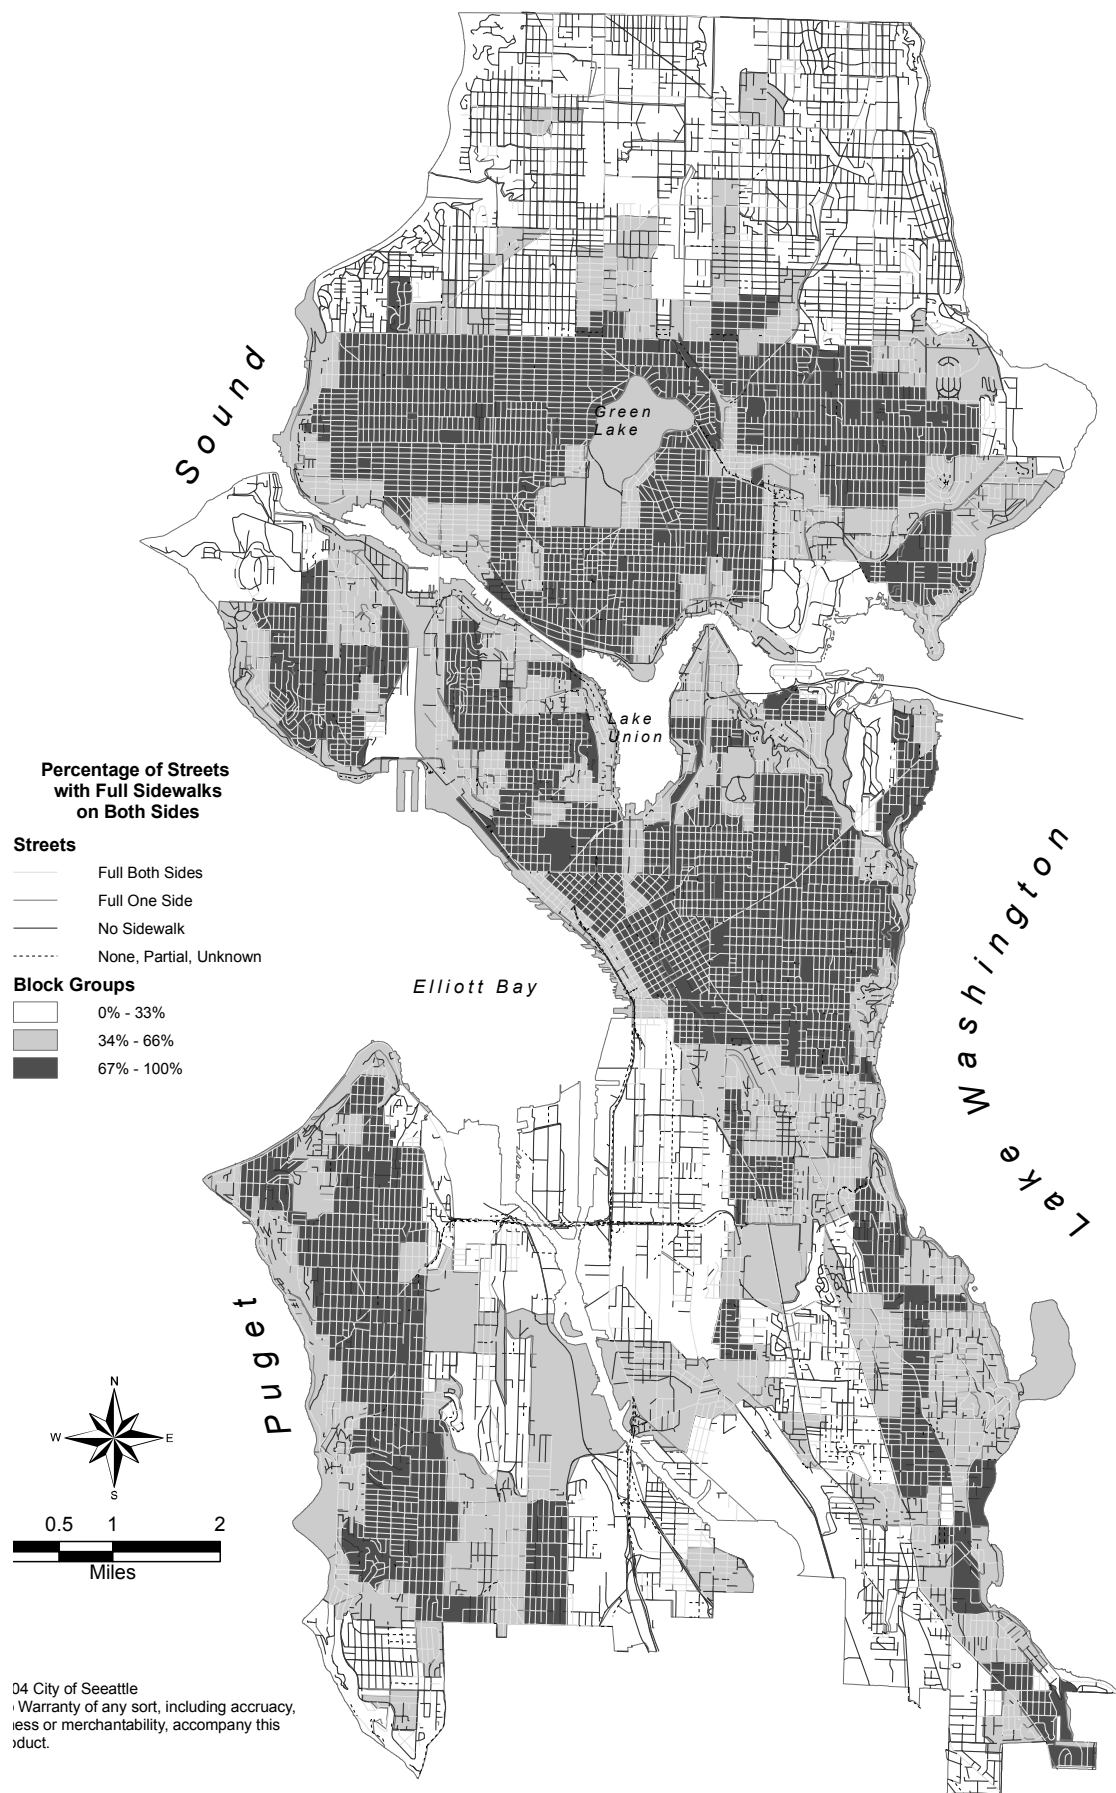 Sound
Green
Lake
Lake
Union
Percentage of Streets
with Full Sidewalks
on Both Sides
Streets
Full Both Sides
Full One Side
No Sidewalk
None, Partial, Unknown
Block Groups
0% - 33%
34% - 66%
67% - 100%
Elliott Bay
Lake Washington
Puget
N
W E
S
0.5 1 2
Miles
04 City of Seeattle
Warranty of any sort, including accruacy,
ess or merchantability, accompany this
oduct.